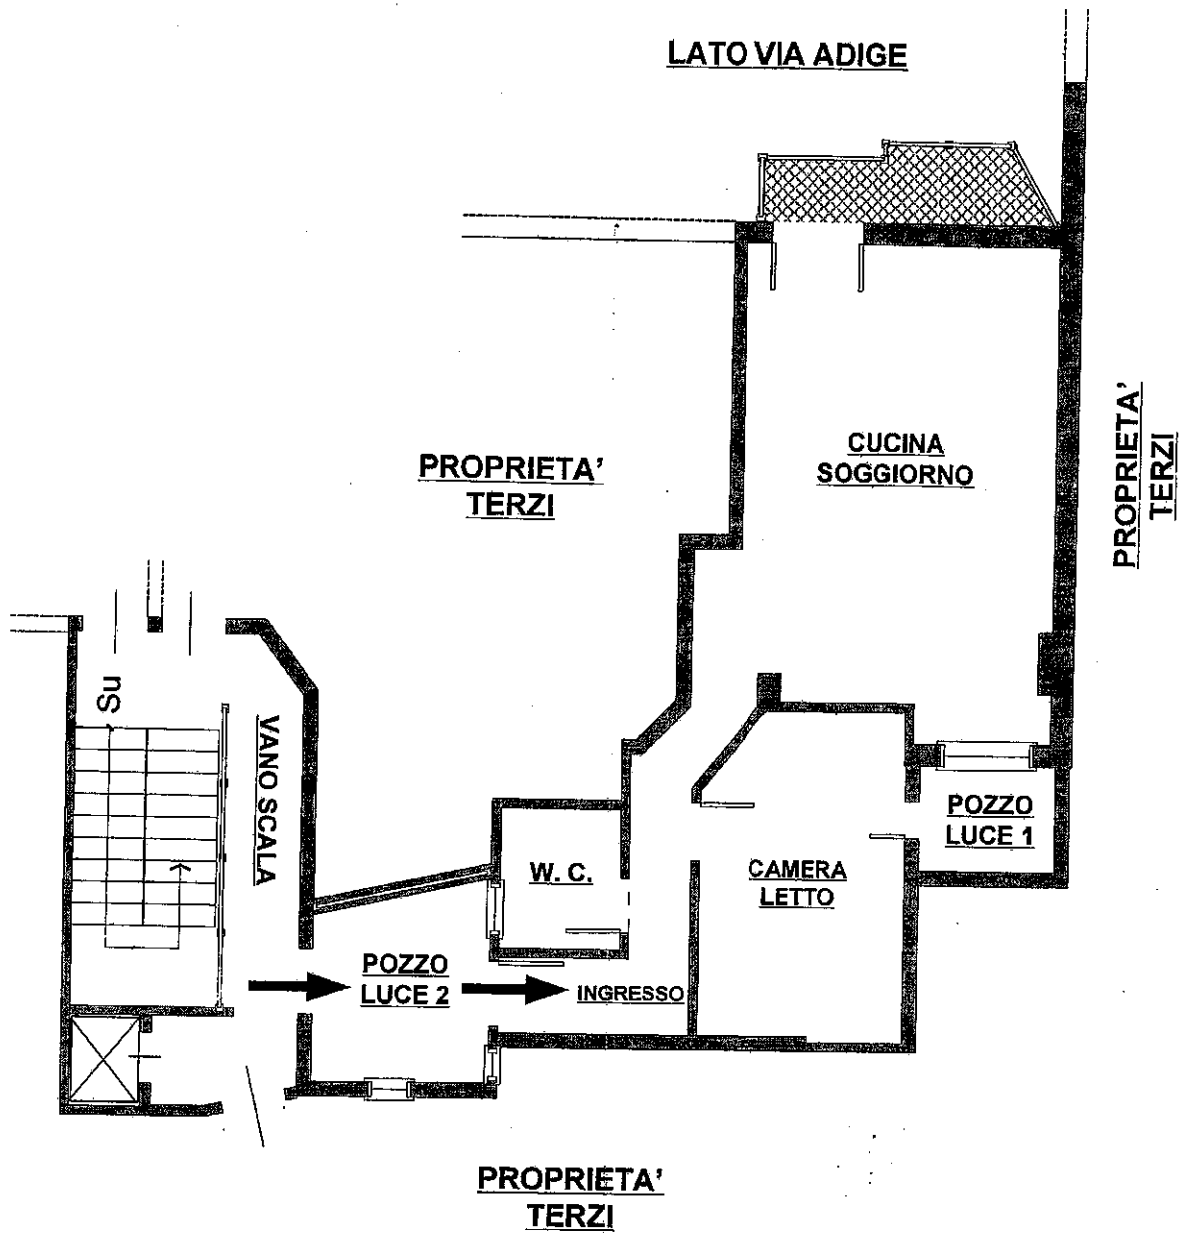 LATO VIA ADIGE
CUCINA
SOGGIORNO
PROPRIETA'
TERZI
PROPRIETA'
TERZI
Su
VANO SCALA
POZZO
LUCE 1
W. C.
CAMERA
LETTO
POZZO
LUCE 2
INGRESSO
PROPRIETA'
TERZI